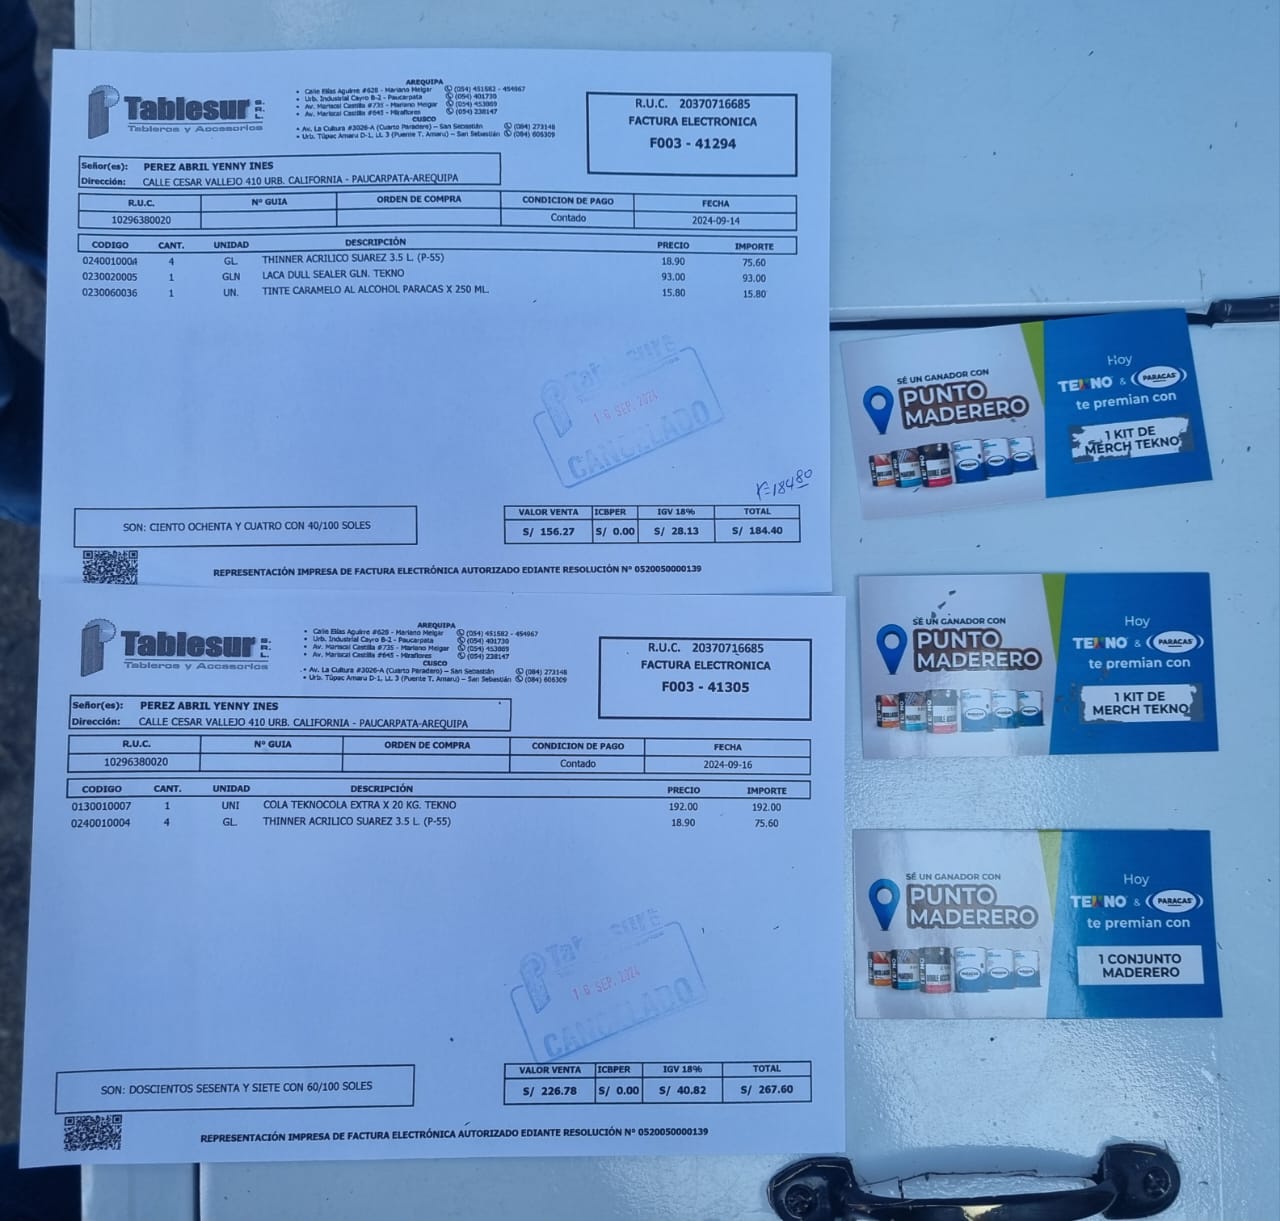 Tablesur S.R.L.
Tableros y Accesorios
AREQUIPA
• Calle Elías Aguirre #628 - Mariano Melgar (054) 451582 - 454967
• Urb. Industrial Cayro B-2 - Paucarpata (054) 401730
• Av. Mariscal Castilla #735 - Mariano Melgar (054) 453089
• Av. Mariscal Castilla #645 - Miraflores (054) 238147
CUSCO
• Av. La Cultura #3026-A (Cuarto Paradero) – San Sebastián (084) 273148
• Urb. Túpac Amaru D-1, Lt. 3 (Puente T. Amaru) – San Sebastián (084) 606309
R.U.C. 20370716685
FACTURA ELECTRONICA
F003 - 41294
Señor(es): PEREZ ABRIL YENNY INES
Dirección: CALLE CESAR VALLEJO 410 URB. CALIFORNIA - PAUCARPATA-AREQUIPA
R.U.C. Nº GUIA ORDEN DE COMPRA CONDICION DE PAGO FECHA
10296380020 Contado 2024-09-14
CODIGO CANT. UNIDAD DESCRIPCIÓN PRECIO IMPORTE
0240010004 4 GL. THINNER ACRILICO SUAREZ 3.5 L. (P-55) 18.90 75.60
0230020005 1 GLN LACA DULL SEALER GLN. TEKNO 93.00 93.00
0230060036 1 UN. TINTE CARAMELO AL ALCOHOL PARACAS X 250 ML. 15.80 15.80
16 SEP. 2024
CANCELADO
184.80
SON: CIENTO OCHENTA Y CUATRO CON 40/100 SOLES
VALOR VENTA ICBPER IGV 18% TOTAL
S/ 156.27 S/ 0.00 S/ 28.13 S/ 184.40
REPRESENTACIÓN IMPRESA DE FACTURA ELECTRÓNICA AUTORIZADO EDIANTE RESOLUCIÓN N° 0520050000139
Tablesur S.R.L.
Tableros y Accesorios
AREQUIPA
• Calle Elías Aguirre #628 - Mariano Melgar (054) 451582 - 454967
• Urb. Industrial Cayro B-2 - Paucarpata (054) 401730
• Av. Mariscal Castilla #735 - Mariano Melgar (054) 453089
• Av. Mariscal Castilla #645 - Miraflores (054) 238147
CUSCO
• Av. La Cultura #3026-A (Cuarto Paradero) – San Sebastián (084) 273148
• Urb. Túpac Amaru D-1, Lt. 3 (Puente T. Amaru) – San Sebastián (084) 606309
R.U.C. 20370716685
FACTURA ELECTRONICA
F003 - 41305
Señor(es): PEREZ ABRIL YENNY INES
Dirección: CALLE CESAR VALLEJO 410 URB. CALIFORNIA - PAUCARPATA-AREQUIPA
R.U.C. Nº GUIA ORDEN DE COMPRA CONDICION DE PAGO FECHA
10296380020 Contado 2024-09-16
CODIGO CANT. UNIDAD DESCRIPCIÓN PRECIO IMPORTE
0130010007 1 UNI COLA TEKNOCOLA EXTRA X 20 KG. TEKNO 192.00 192.00
0240010004 4 GL. THINNER ACRILICO SUAREZ 3.5 L. (P-55) 18.90 75.60
16 SEP. 2024
CANCELADO
SON: DOSCIENTOS SESENTA Y SIETE CON 60/100 SOLES
VALOR VENTA ICBPER IGV 18% TOTAL
S/ 226.78 S/ 0.00 S/ 40.82 S/ 267.60
REPRESENTACIÓN IMPRESA DE FACTURA ELECTRÓNICA AUTORIZADO EDIANTE RESOLUCIÓN N° 0520050000139
SÉ UN GANADOR CON
PUNTO
MADERERO
Hoy
TEKNO & PARACAS
te premian con
1 KIT DE
MERCH TEKNO
SÉ UN GANADOR CON
PUNTO
MADERERO
Hoy
TEKNO & PARACAS
te premian con
1 KIT DE
MERCH TEKNO
SÉ UN GANADOR CON
PUNTO
MADERERO
Hoy
TEKNO & PARACAS
te premian con
1 CONJUNTO
MADERERO